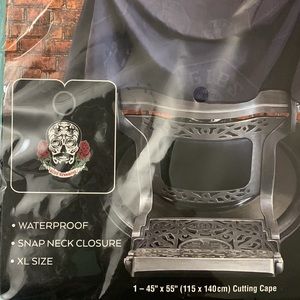 • WATERPROOF
• SNAP NECK CLOSURE
• XL SIZE
1 – 45" x 55" (115 x 140cm) Cutting Cape